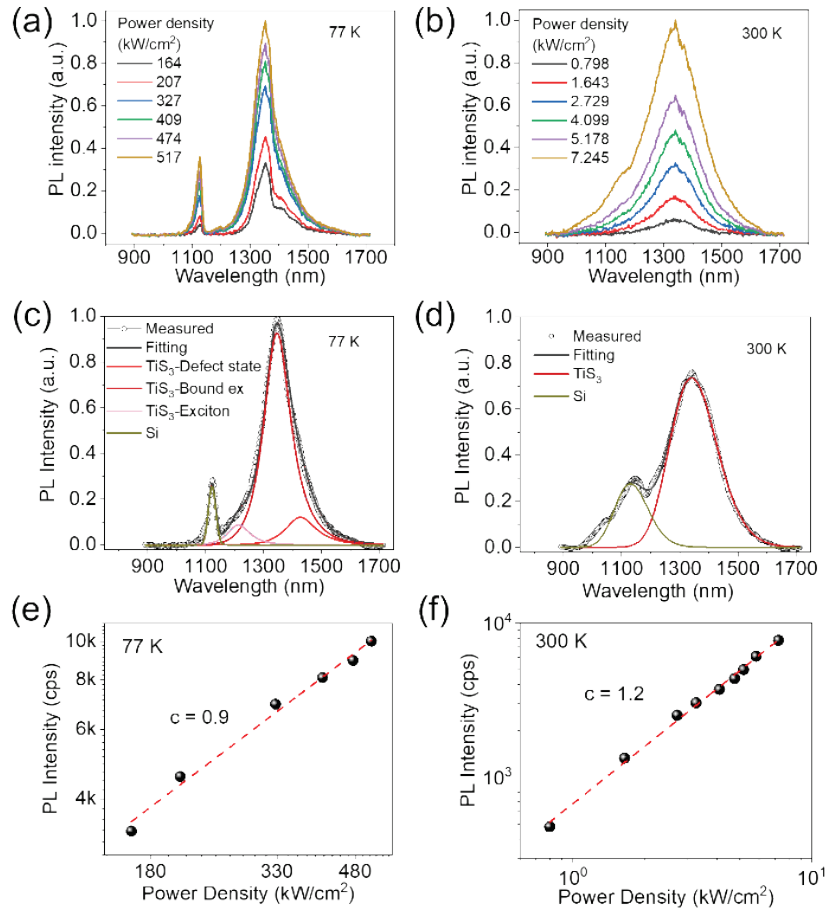 (a)
Power density
(kW/cm²)
164
207
327
409
474
517
77 K
1.0
0.8
0.6
0.4
0.2
0.0
PL intensity (a.u.)
900 1100 1300 1500 1700
Wavelength (nm)
(b)
Power density
(kW/cm²)
0.798
1.643
2.729
4.099
5.178
7.245
300 K
1.0
0.8
0.6
0.4
0.2
0.0
PL intensity (a.u.)
900 1100 1300 1500 1700
Wavelength (nm)
(c)
Measured
Fitting
TiS₃-Defect state
TiS₃-Bound ex
TiS₃-Exciton
Si
77 K
1.0
0.8
0.6
0.4
0.2
0.0
PL Intensity (a.u.)
900 1100 1300 1500 1700
Wavelength (nm)
(d)
Measured
Fitting
TiS₃
Si
300 K
1.0
0.8
0.6
0.4
0.2
0.0
PL Intensity (a.u.)
900 1100 1300 1500 1700
Wavelength (nm)
(e)
77 K
c = 0.9
10k
8k
6k
4k
PL Intensity (cps)
180 330 480
Power Density (kW/cm²)
(f)
300 K
c = 1.2
10⁴
10³
PL Intensity (cps)
10⁰ 10¹
Power Density (kW/cm²)